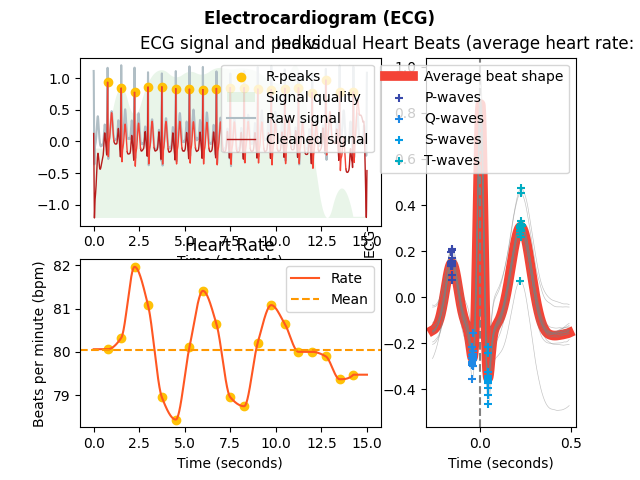 Electrocardiogram (ECG)
ECG signal and peaks
Individual Heart Beats (average heart rate:
R-peaks
Signal quality
Raw signal
Cleaned signal
1.0
0.5
0.0
−0.5
−1.0
0.0 2.5 5.0 7.5 10.0 12.5 15.0
Time (seconds)
Heart Rate
Rate
Mean
82
81
80
79
Beats per minute (bpm)
0.0 2.5 5.0 7.5 10.0 12.5 15.0
Time (seconds)
Average beat shape
P-waves
Q-waves
S-waves
T-waves
ECG
1.0
0.8
0.6
0.4
0.2
0.0
−0.2
−0.4
0.0 0.5
Time (seconds)